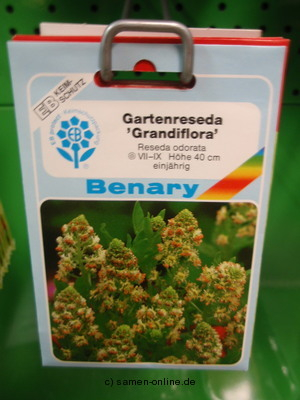 KEIM-
SCHUTZ
Gartenreseda
'Grandiflora'
Reseda odorata
⊙ VII–IX Höhe 40 cm
einjährig
Benary
(c) samen-online.de